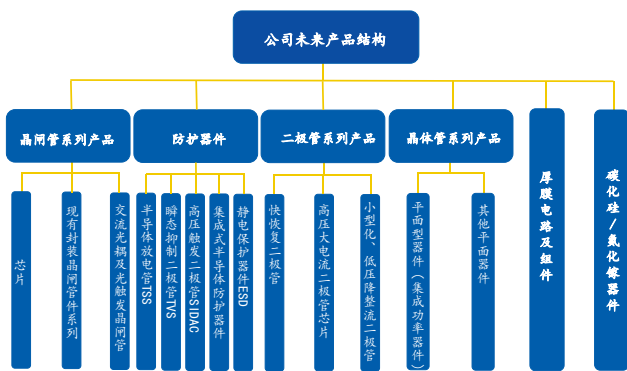 公司未来产品结构
晶闸管系列产品
防护器件
二极管系列产品
晶体管系列产品
厚膜电路及组件
碳化硅/氮化镓器件
芯片
现有封装晶闸管件系列
交流光耦及光触发晶闸管
半导体放电管TSS
瞬态抑制二极管TVS
高压触发二极管SIDAC
集成式半导体防护器件
静电保护器件ESD
快恢复二极管
高压大电流二极管芯片
小型化、低压降整流二极管
平面型器件（集成功率器件）
其他平面器件